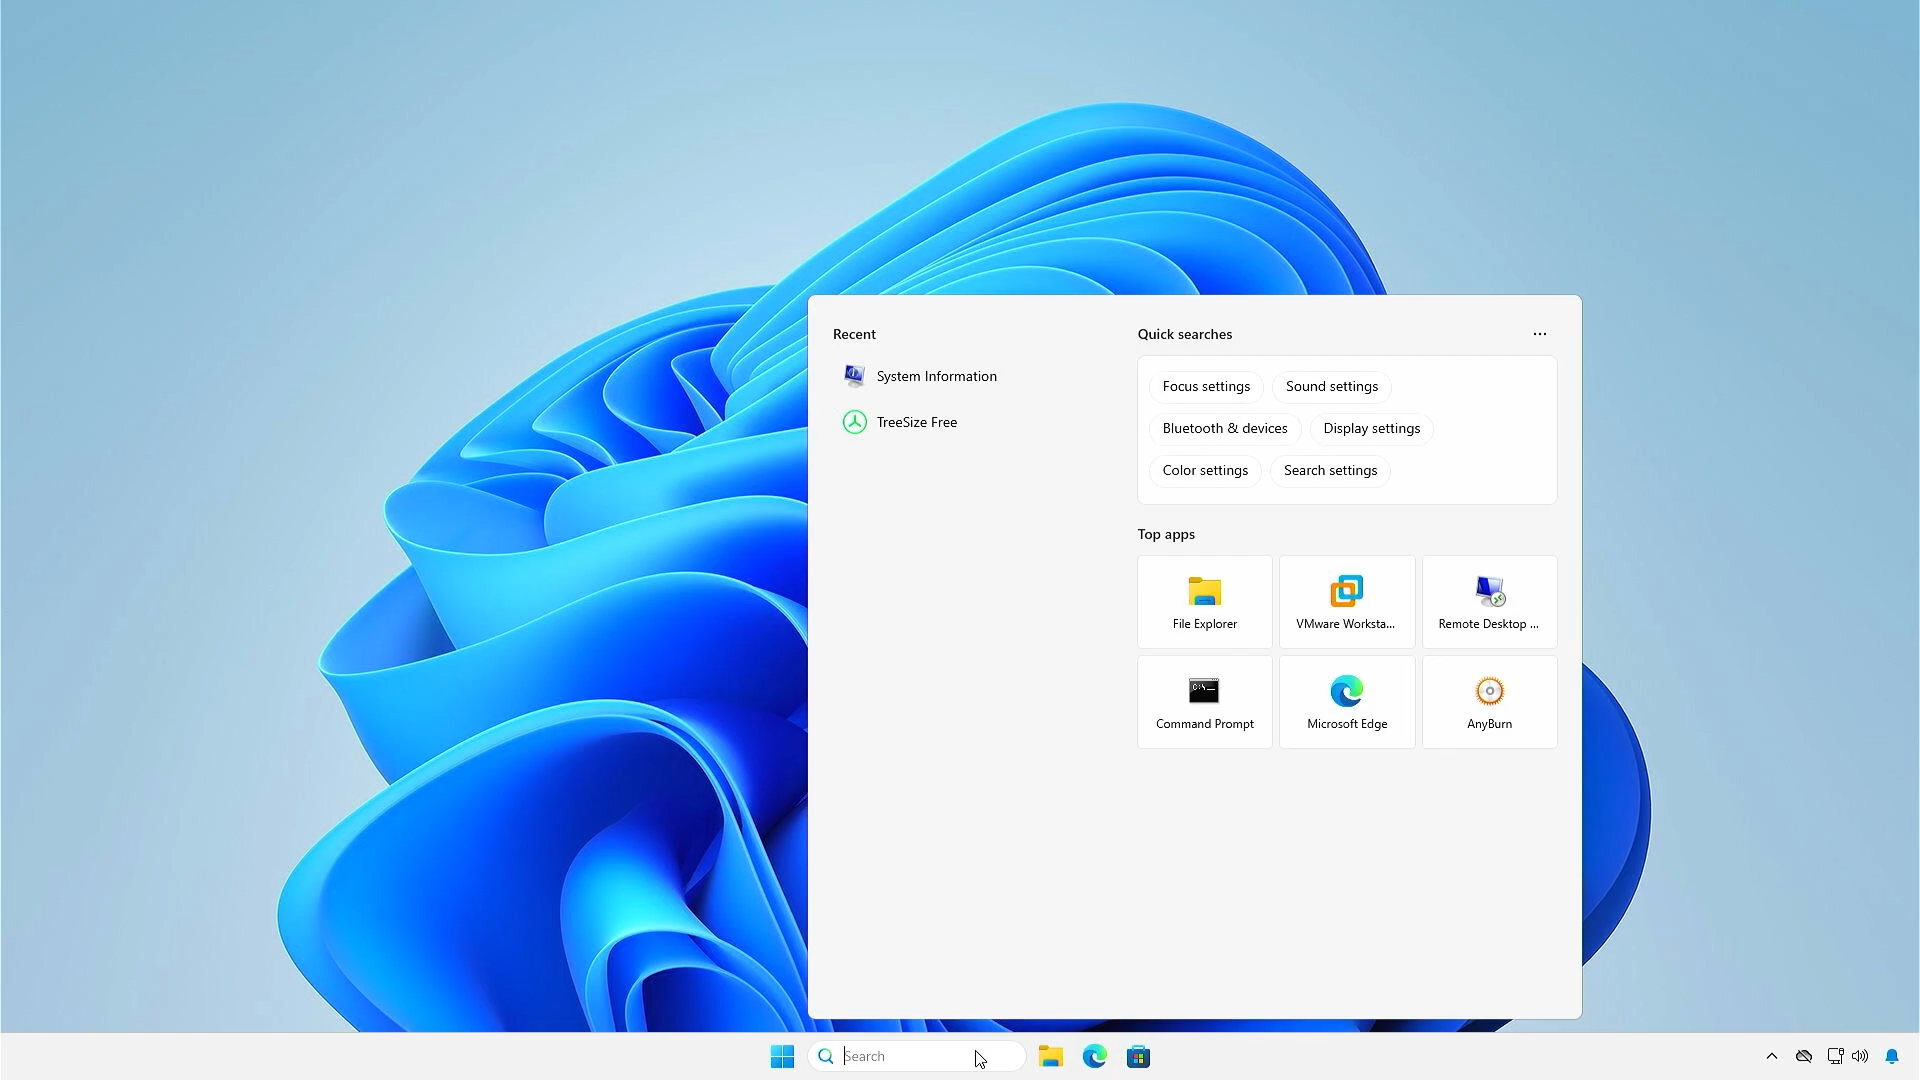 Recent
System Information
TreeSize Free
Quick searches
Focus settings
Sound settings
Bluetooth & devices
Display settings
Color settings
Search settings
Top apps
File Explorer
VMware Worksta...
Remote Desktop ...
C:\
Command Prompt
Microsoft Edge
AnyBurn
Search